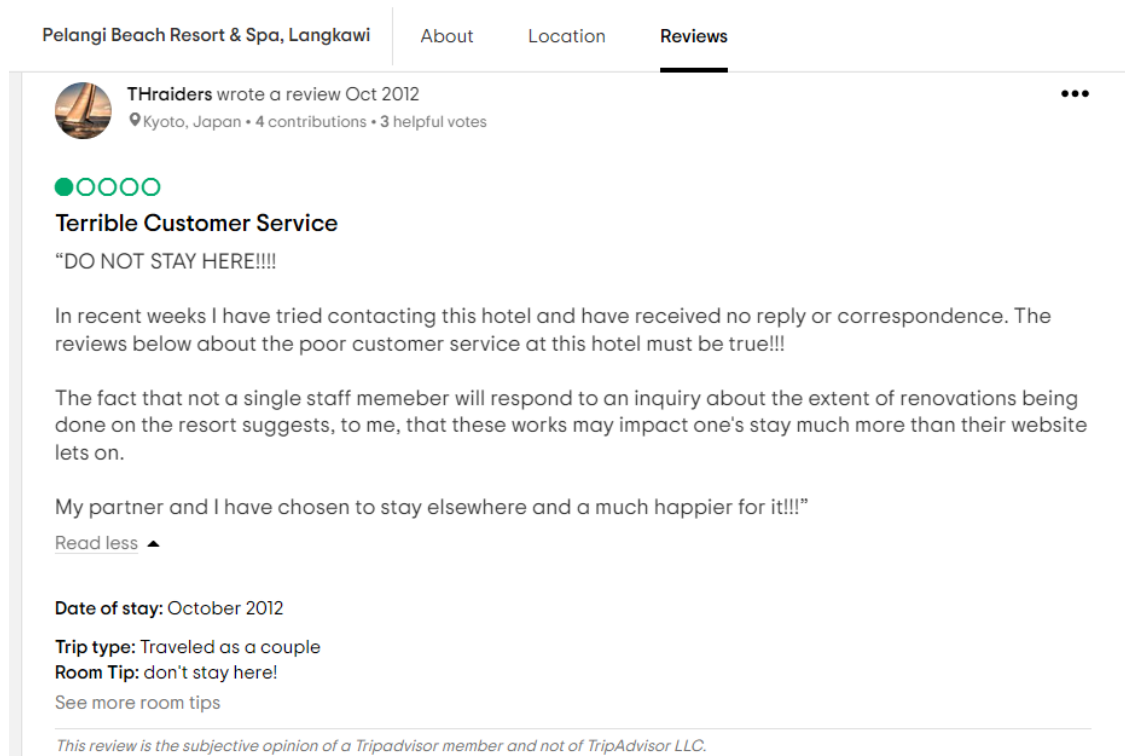 Pelangi Beach Resort & Spa, Langkawi About Location Reviews
THraiders wrote a review Oct 2012
Kyoto, Japan • 4 contributions • 3 helpful votes
Terrible Customer Service
“DO NOT STAY HERE!!!!
In recent weeks I have tried contacting this hotel and have received no reply or correspondence. The
reviews below about the poor customer service at this hotel must be true!!!
The fact that not a single staff memeber will respond to an inquiry about the extent of renovations being
done on the resort suggests, to me, that these works may impact one's stay much more than their website
lets on.
My partner and I have chosen to stay elsewhere and a much happier for it!!!”
Read less
Date of stay: October 2012
Trip type: Traveled as a couple
Room Tip: don't stay here!
See more room tips
This review is the subjective opinion of a Tripadvisor member and not of TripAdvisor LLC.